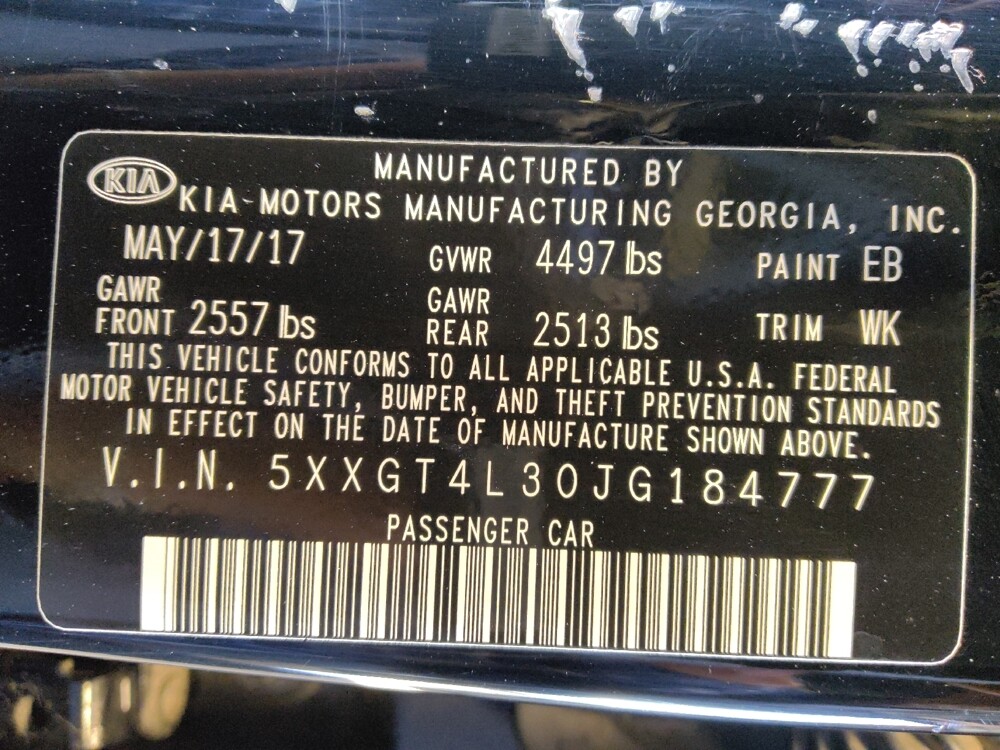 KIA
MANUFACTURED BY
KIA MOTORS MANUFACTURING GEORGIA, INC.
MAY/17/17 GVWR 4497 lbs PAINT EB
GAWR FRONT 2557 lbs GAWR REAR 2513 lbs TRIM WK
THIS VEHICLE CONFORMS TO ALL APPLICABLE U.S.A. FEDERAL
MOTOR VEHICLE SAFETY, BUMPER, AND THEFT PREVENTION STANDARDS
IN EFFECT ON THE DATE OF MANUFACTURE SHOWN ABOVE.
V.I.N. 5XXGT4L30JG184777
PASSENGER CAR